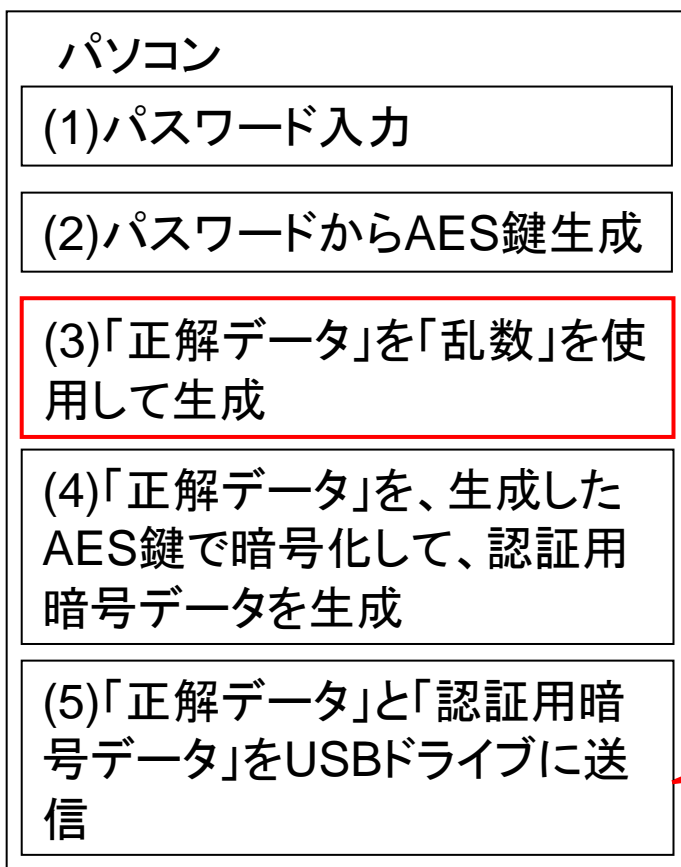 パソコン
(1)パスワード入力
(2)パスワードからAES鍵生成
(3)「正解データ」を「乱数」を使
用して生成
(4)「正解データ」を、生成した
AES鍵で暗号化して、認証用
暗号データを生成
(5)「正解データ」と「認証用暗
号データ」をUSBドライブに送
信